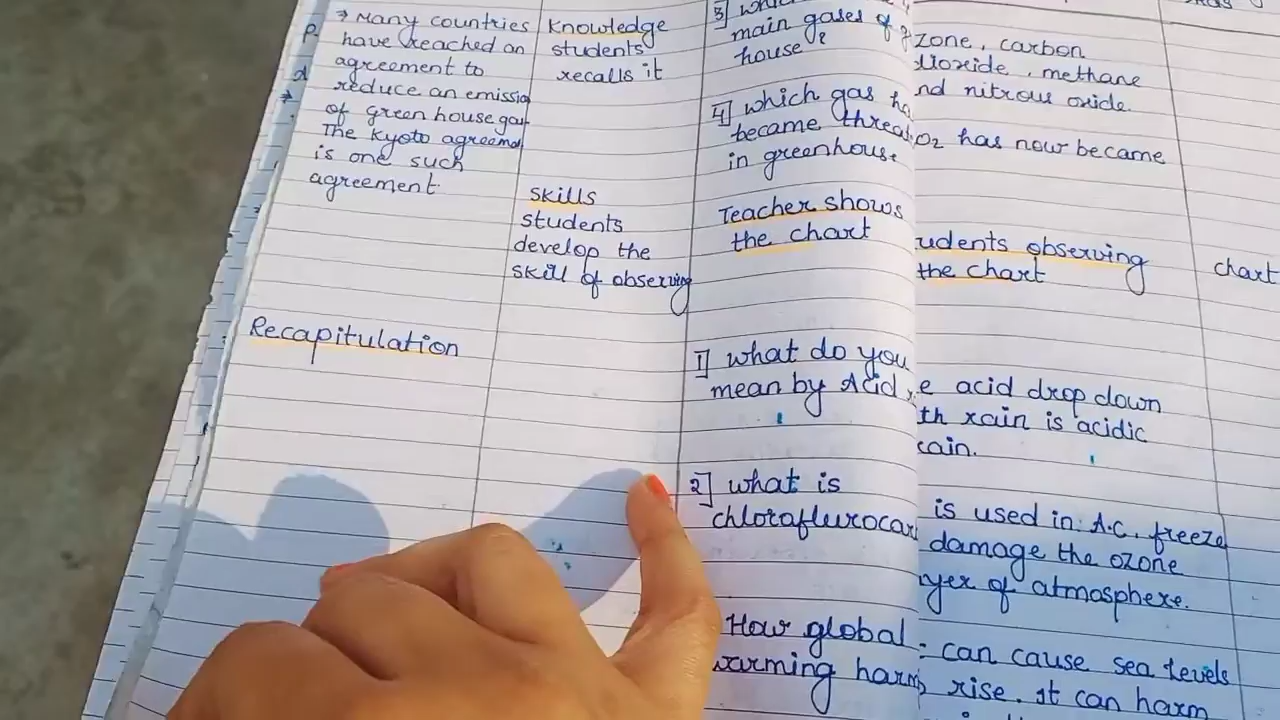 → Many countries
have reached an
agreement to
reduce an emissio
of green house gas
The Kyoto agreeme
is one such
agreement
Recapitulation
Knowledge
students
recalls it
Skills
students
develop the
skill of observing
3]
main gases of
house?
4] which gas ha
became threa
in greenhouse
Teacher shows
the chart
1] what do you
mean by Acid
2] what is
chloraflurocar
How global
warming harm
zone, carbon
dioxide, methane
nd nitrous oxide.
O2 has now became
udents observing
the chart
e acid drop down
th rain is acidic
rain.
is used in A.C, freeze
damage the ozone
yer of atmosphere.
can cause sea levels
rise. It can harm
chart